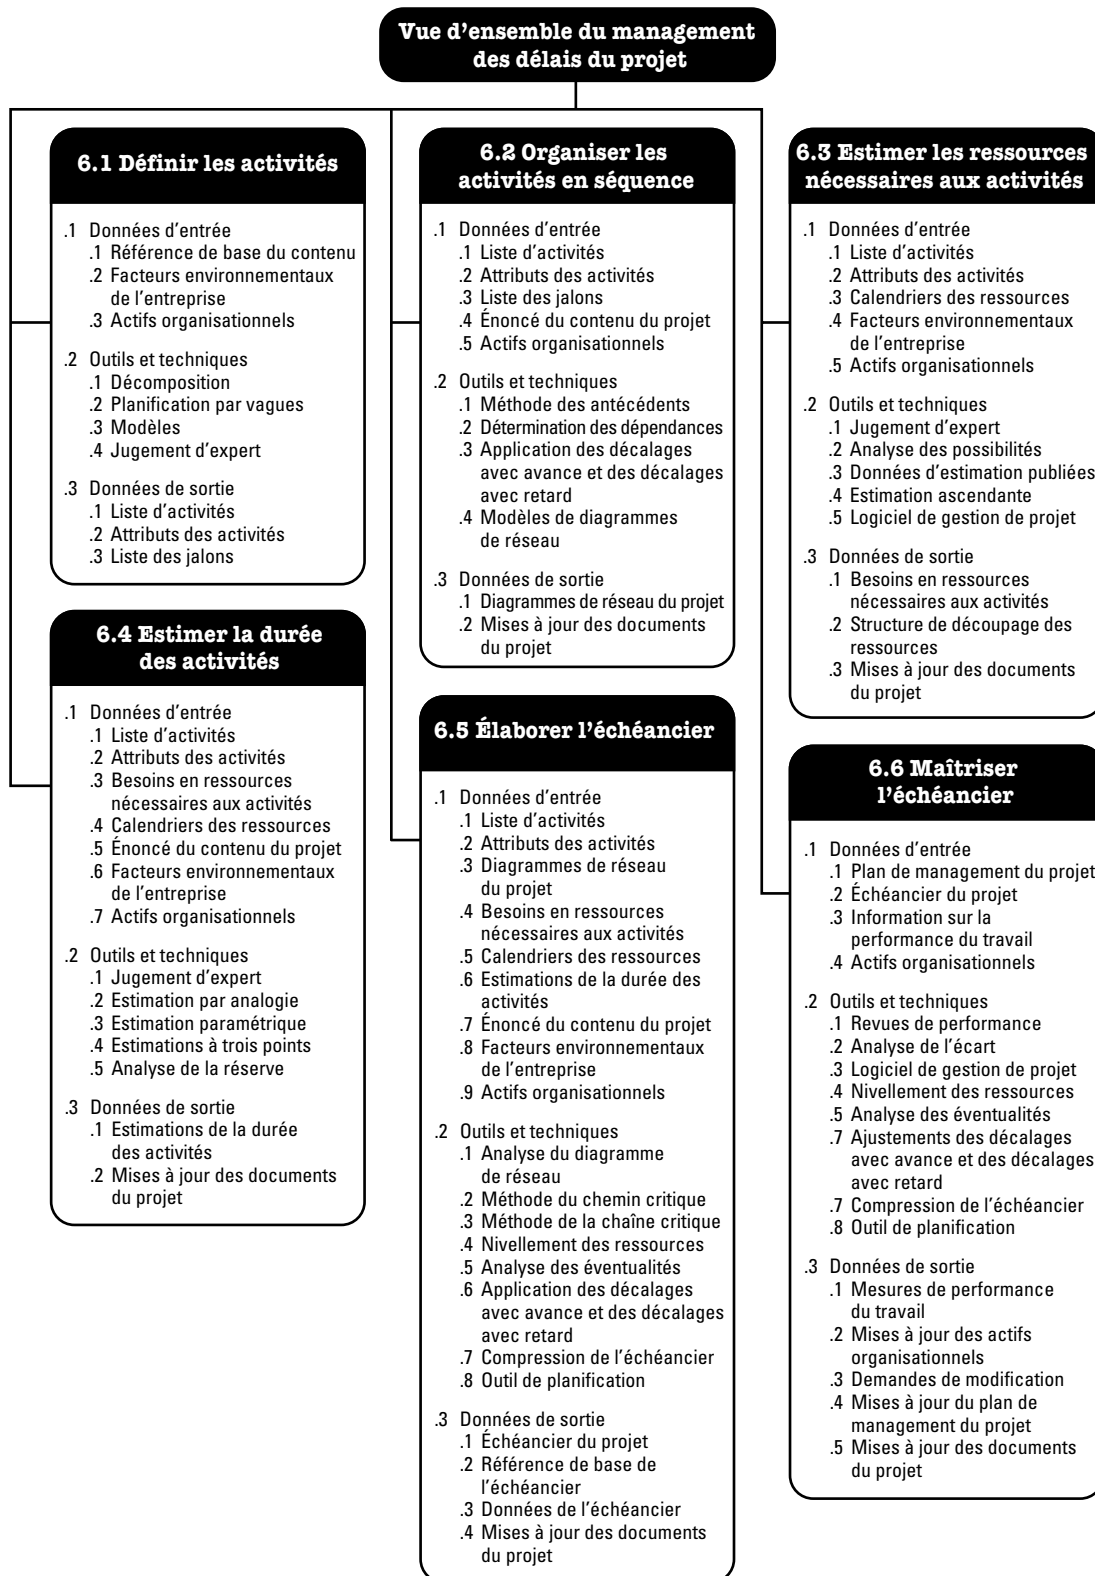 Vue d'ensemble du management
des délais du projet
6.1 Définir les activités
.1 Données d'entrée
.1 Référence de base du contenu
.2 Facteurs environnementaux
de l'entreprise
.3 Actifs organisationnels
.2 Outils et techniques
.1 Décomposition
.2 Planification par vagues
.3 Modèles
.4 Jugement d'expert
.3 Données de sortie
.1 Liste d'activités
.2 Attributs des activités
.3 Liste des jalons
6.2 Organiser les
activités en séquence
.1 Données d'entrée
.1 Liste d'activités
.2 Attributs des activités
.3 Liste des jalons
.4 Énoncé du contenu du projet
.5 Actifs organisationnels
.2 Outils et techniques
.1 Méthode des antécédents
.2 Détermination des dépendances
.3 Application des décalages
avec avance et des décalages
avec retard
.4 Modèles de diagrammes
de réseau
.3 Données de sortie
.1 Diagrammes de réseau du projet
.2 Mises à jour des documents
du projet
6.3 Estimer les ressources
nécessaires aux activités
.1 Données d'entrée
.1 Liste d'activités
.2 Attributs des activités
.3 Calendriers des ressources
.4 Facteurs environnementaux
de l'entreprise
.5 Actifs organisationnels
.2 Outils et techniques
.1 Jugement d'expert
.2 Analyse des possibilités
.3 Données d'estimation publiées
.4 Estimation ascendante
.5 Logiciel de gestion de projet
.3 Données de sortie
.1 Besoins en ressources
nécessaires aux activités
.2 Structure de découpage des
ressources
.3 Mises à jour des documents
du projet
6.4 Estimer la durée
des activités
.1 Données d'entrée
.1 Liste d'activités
.2 Attributs des activités
.3 Besoins en ressources
nécessaires aux activités
.4 Calendriers des ressources
.5 Énoncé du contenu du projet
.6 Facteurs environnementaux
de l'entreprise
.7 Actifs organisationnels
.2 Outils et techniques
.1 Jugement d'expert
.2 Estimation par analogie
.3 Estimation paramétrique
.4 Estimations à trois points
.5 Analyse de la réserve
.3 Données de sortie
.1 Estimations de la durée
des activités
.2 Mises à jour des documents
du projet
6.5 Élaborer l'échéancier
.1 Données d'entrée
.1 Liste d'activités
.2 Attributs des activités
.3 Diagrammes de réseau
du projet
.4 Besoins en ressources
nécessaires aux activités
.5 Calendriers des ressources
.6 Estimations de la durée des
activités
.7 Énoncé du contenu du projet
.8 Facteurs environnementaux
de l'entreprise
.9 Actifs organisationnels
.2 Outils et techniques
.1 Analyse du diagramme
de réseau
.2 Méthode du chemin critique
.3 Méthode de la chaîne critique
.4 Nivellement des ressources
.5 Analyse des éventualités
.6 Application des décalages
avec avance et des décalages
avec retard
.7 Compression de l'échéancier
.8 Outil de planification
.3 Données de sortie
.1 Échéancier du projet
.2 Référence de base de
l'échéancier
.3 Données de l'échéancier
.4 Mises à jour des documents
du projet
6.6 Maîtriser
l'échéancier
.1 Données d'entrée
.1 Plan de management du projet
.2 Échéancier du projet
.3 Information sur la
performance du travail
.4 Actifs organisationnels
.2 Outils et techniques
.1 Revues de performance
.2 Analyse de l'écart
.3 Logiciel de gestion de projet
.4 Nivellement des ressources
.5 Analyse des éventualités
.7 Ajustements des décalages
avec avance et des décalages
avec retard
.7 Compression de l'échéancier
.8 Outil de planification
.3 Données de sortie
.1 Mesures de performance
du travail
.2 Mises à jour des actifs
organisationnels
.3 Demandes de modification
.4 Mises à jour du plan de
management du projet
.5 Mises à jour des documents
du projet